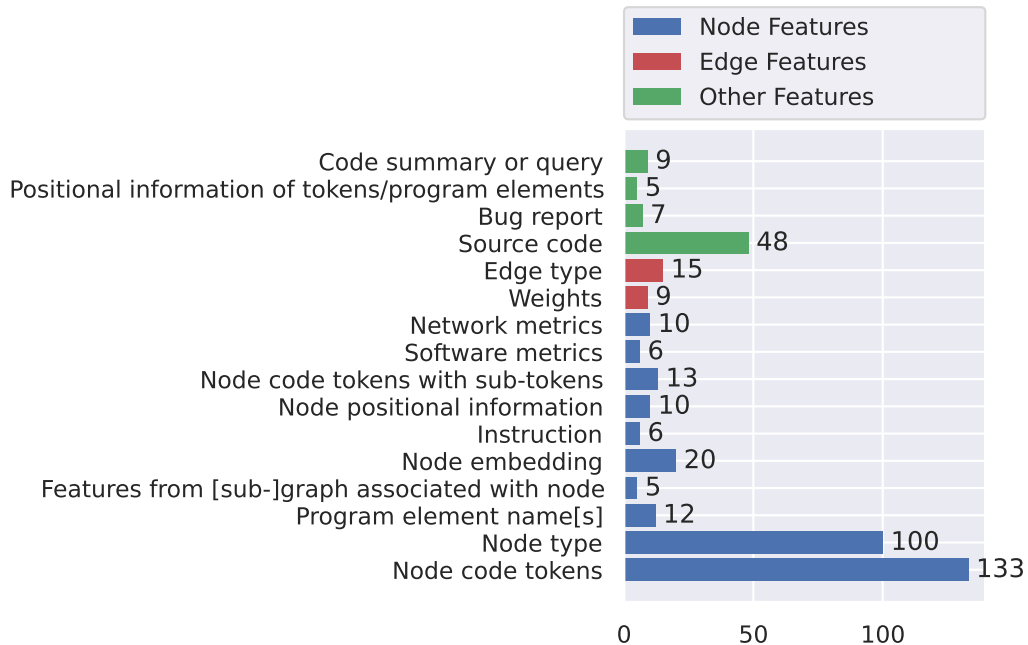 Node Features
Edge Features
Other Features
Code summary or query 9
Positional information of tokens/program elements 5
Bug report 7
Source code 48
Edge type 15
Weights 9
Network metrics 10
Software metrics 6
Node code tokens with sub-tokens 13
Node positional information 10
Instruction 6
Node embedding 20
Features from [sub-]graph associated with node 5
Program element name[s] 12
Node type 100
Node code tokens 133
0 50 100